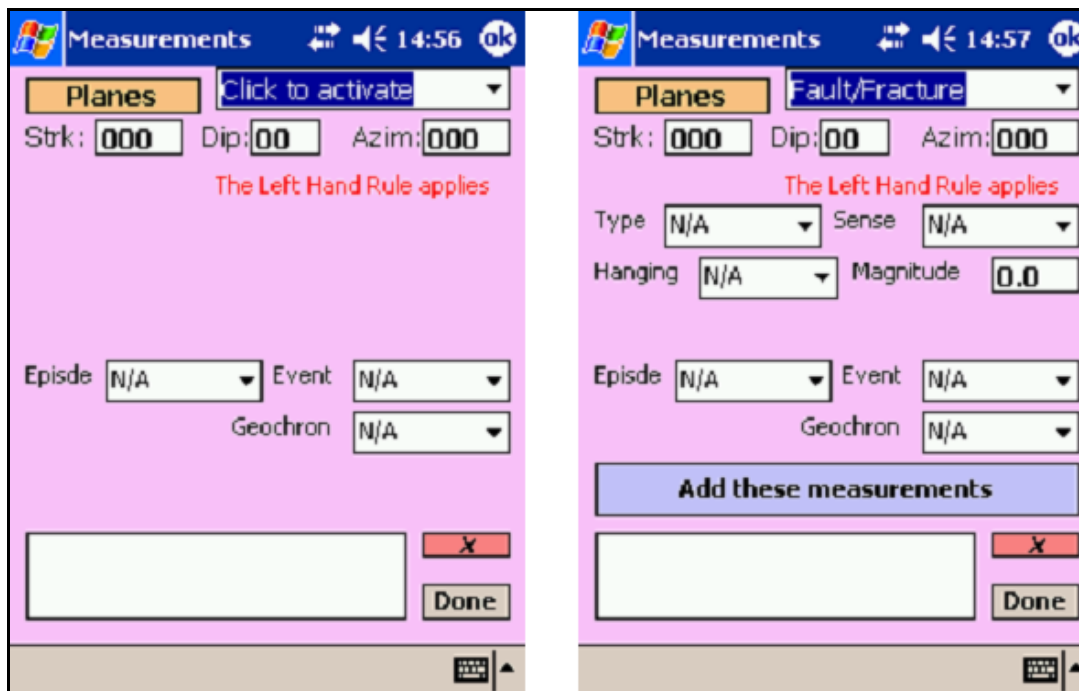 Measurements 14:56 ok
Planes Click to activate
Strk: 000 Dip: 00 Azim: 000
The Left Hand Rule applies
Episde N/A Event N/A
Geochron N/A
X
Done
Measurements 14:57 ok
Planes Fault/Fracture
Strk: 000 Dip: 00 Azim: 000
The Left Hand Rule applies
Type N/A Sense N/A
Hanging N/A Magnitude 0.0
Episde N/A Event N/A
Geochron N/A
Add these measurements
X
Done